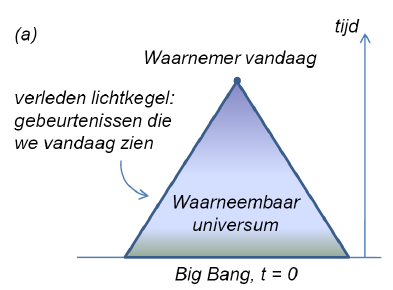 (a)
tijd
Waarnemer vandaag
verleden lichtkegel:
gebeurtenissen die
we vandaag zien
Waarneembaar
universum
Big Bang, t = 0